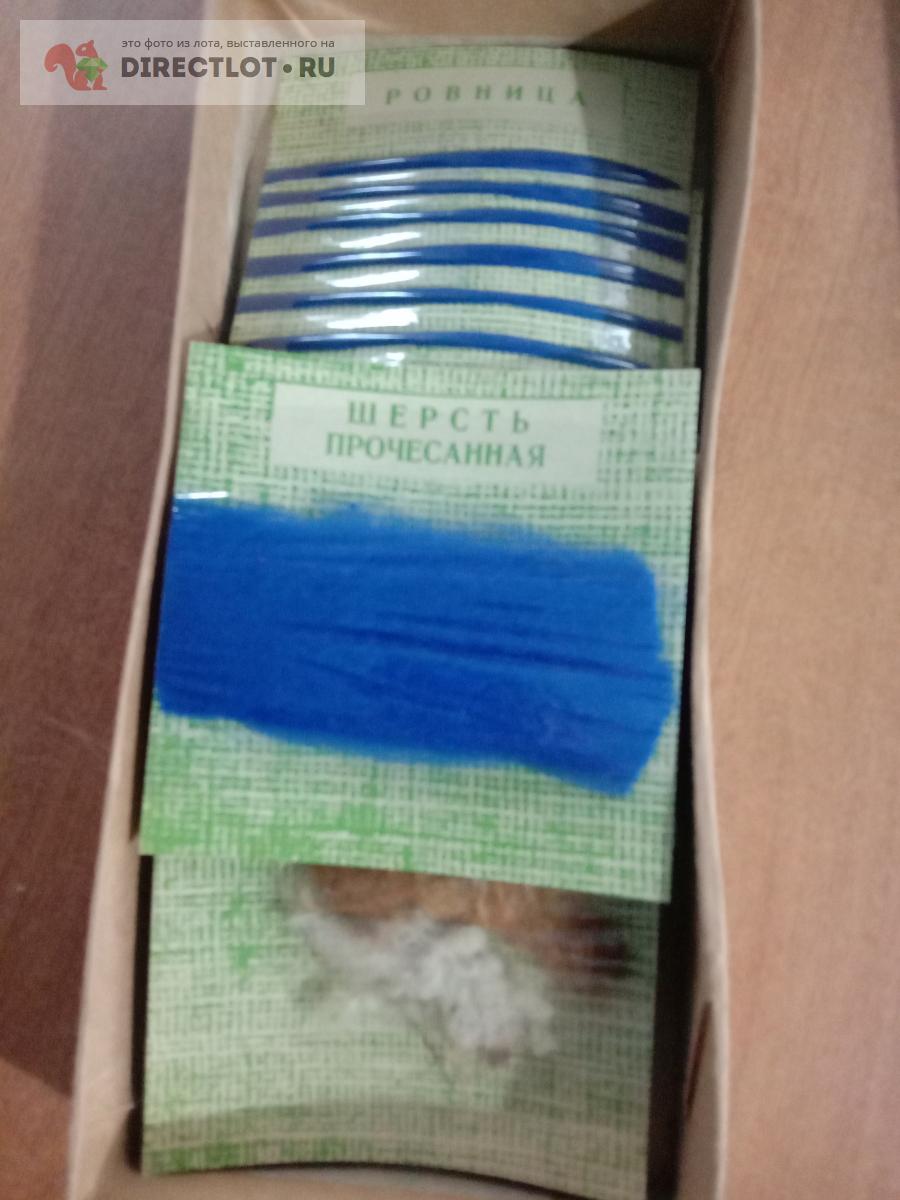 это фото из лота, выставленного на
DIRECTLOT•RU
РОВНИЦА
ШЕРСТЬ
ПРОЧЕСАННАЯ